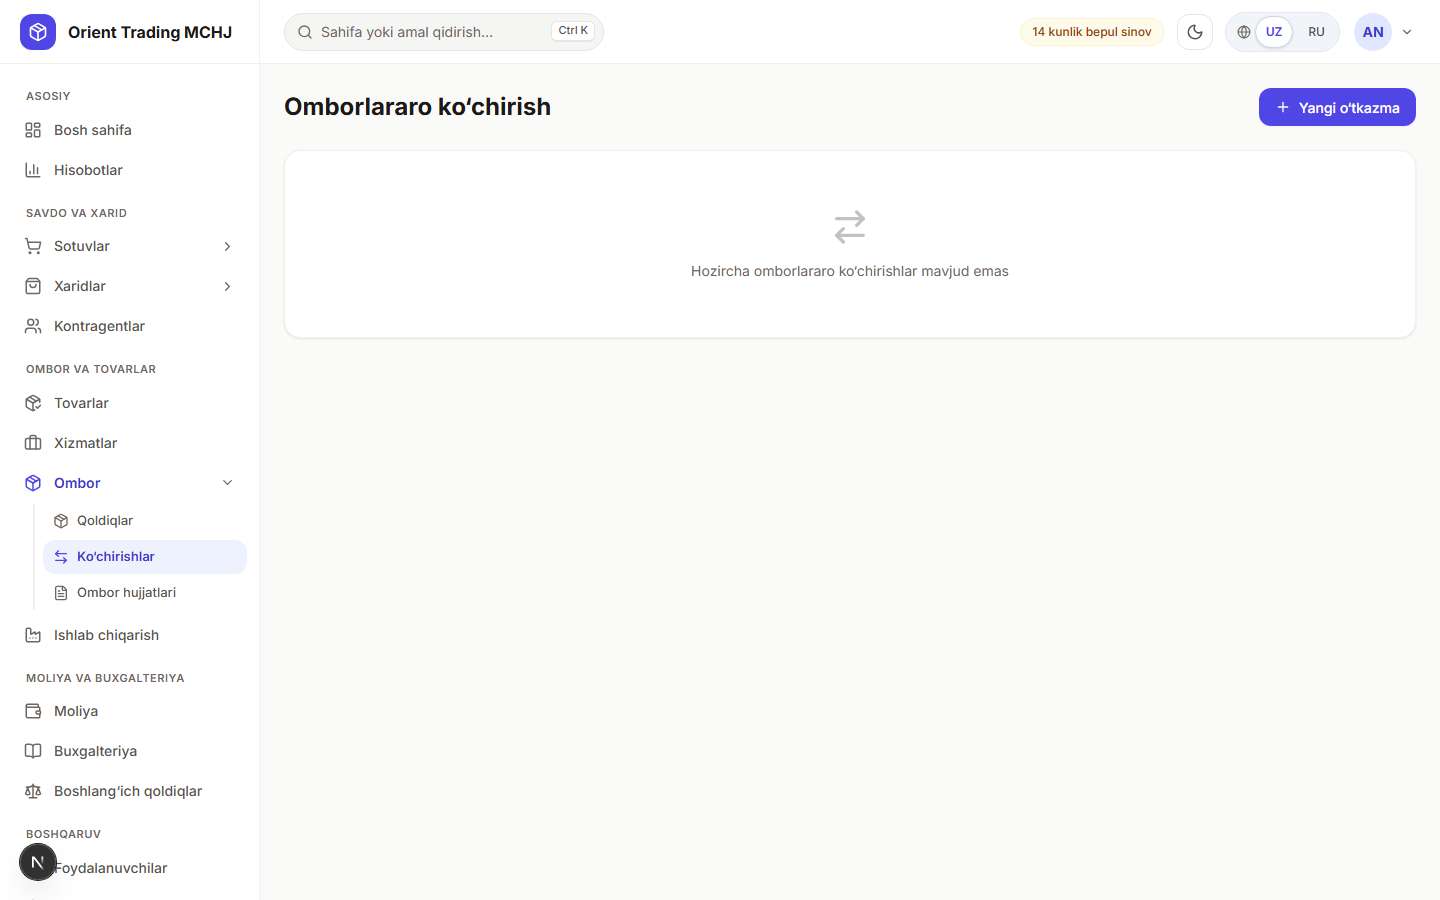 Orient Trading MCHJ
Sahifa yoki amal qidirish...
Ctrl K
14 kunlik bepul sinov
UZ
RU
AN
ASOSIY
Bosh sahifa
Hisobotlar
SAVDO VA XARID
Sotuvlar
Xaridlar
Kontragentlar
OMBOR VA TOVARLAR
Tovarlar
Xizmatlar
Ombor
Qoldiqlar
Ko‘chirishlar
Ombor hujjatlari
Ishlab chiqarish
MOLIYA VA BUXGALTERIYA
Moliya
Buxgalteriya
Boshlang‘ich qoldiqlar
BOSHQARUV
N
Foydalanuvchilar
Omborlararo ko‘chirish
Yangi o‘tkazma
Hozircha omborlararo ko‘chirishlar mavjud emas